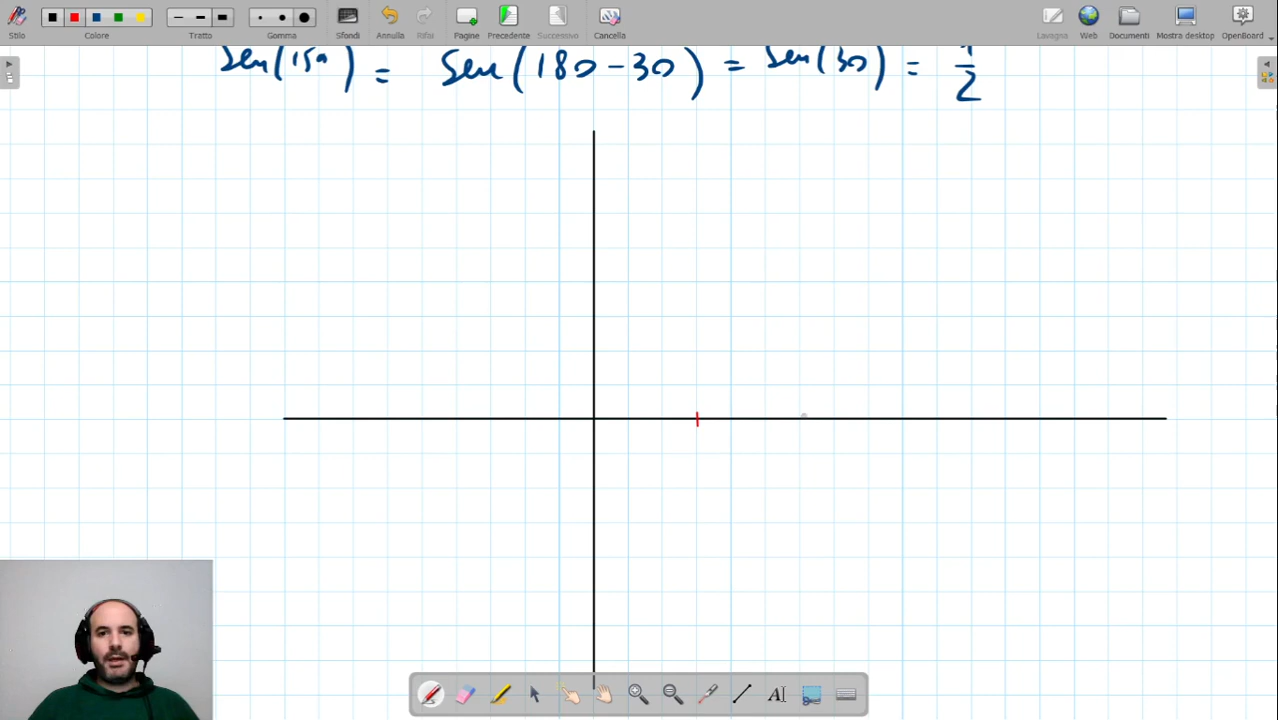 Stilo
Colore
Tratto
Gomma
Sfondi
Annulla
Rifai
Pagine
Precedente
Successivo
Cancella
Lavagna
Web
Documenti
Mostra desktop
OpenBoard
Sen(150) = Sen(180-30) = Sen(30) = 1/2